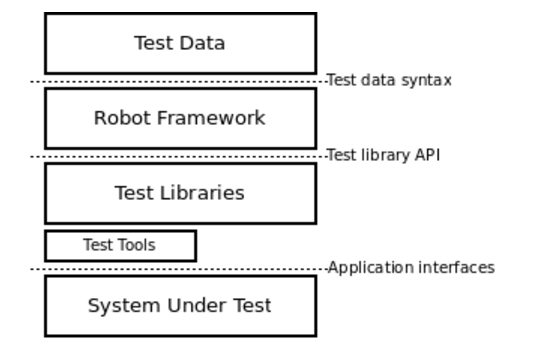 Test Data
Test data syntax
Robot Framework
Test library API
Test Libraries
Test Tools
Application interfaces
System Under Test